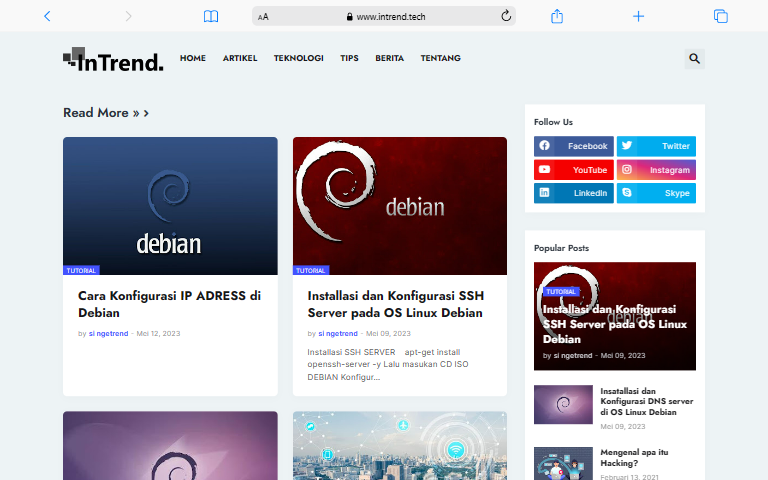 AA www.intrend.tech
InTrend.
HOME ARTIKEL TEKNOLOGI TIPS BERITA TENTANG
Read More » ›
debian
TUTORIAL
Cara Konfigurasi IP ADRESS di
Debian
by si ngetrend - Mei 12, 2023
debian
TUTORIAL
Installasi dan Konfigurasi SSH
Server pada OS Linux Debian
by si ngetrend - Mei 09, 2023
Installasi SSH SERVER apt-get install
openssh-server -y Lalu masukan CD ISO
DEBIAN Konfigur...
Follow Us
Facebook
Twitter
YouTube
Instagram
LinkedIn
Skype
Popular Posts
debian
TUTORIAL
Installasi dan Konfigurasi
SSH Server pada OS Linux
Debian
by si ngetrend - Mei 09, 2023
Insatallasi dan
Konfigurasi DNS server
di OS Linux Debian
Mei 09, 2023
Mengenal apa itu
Hacking?
Februari 13, 2021